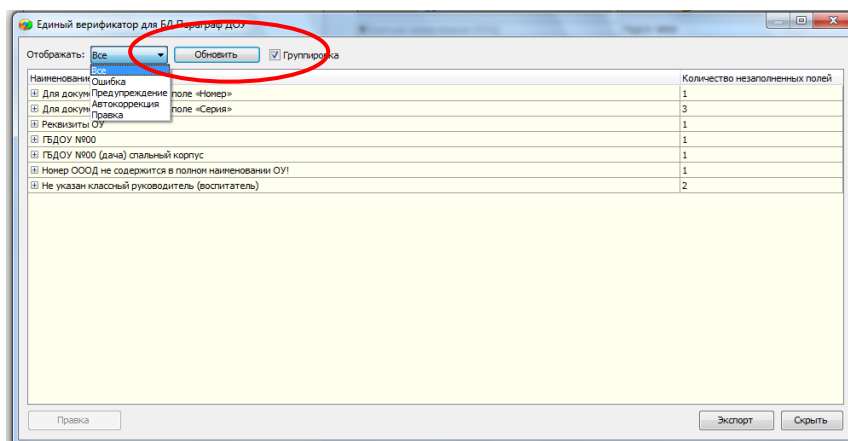 Единый верификатор для БД Параграф ДОУ
Отображать: Все Обновить Группировка
Все
Ошибка
Предупреждение
Автокоррекция
Правка
Наименование Количество незаполненных полей
Для докум поле «Номер» 1
Для докум поле «Серия» 3
Реквизиты ОУ 1
ГБДОУ №00 1
ГБДОУ №00 (дача) спальный корпус 1
Номер ОООД не содержится в полном наименовании ОУ! 1
Не указан классный руководитель (воспитатель) 2
Правка Экспорт Скрыть